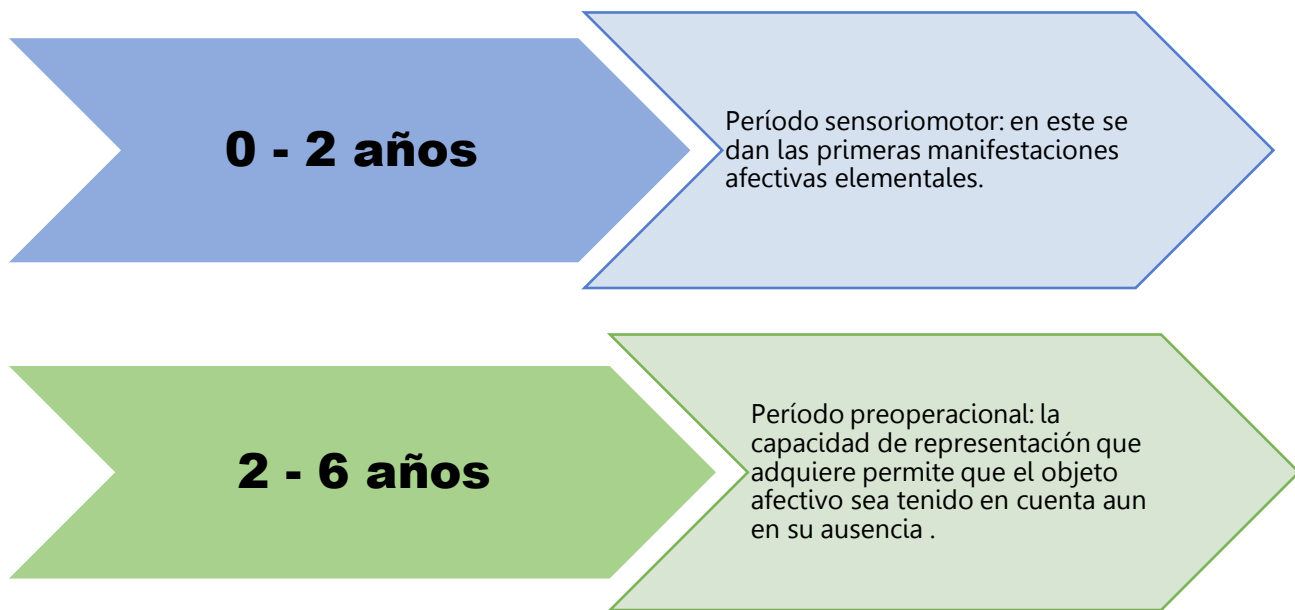 0 - 2 años
Período sensoriomotor: en este se
dan las primeras manifestaciones
afectivas elementales.
2 - 6 años
Período preoperacional: la
capacidad de representación que
adquiere permite que el objeto
afectivo sea tenido en cuenta aun
en su ausencia .